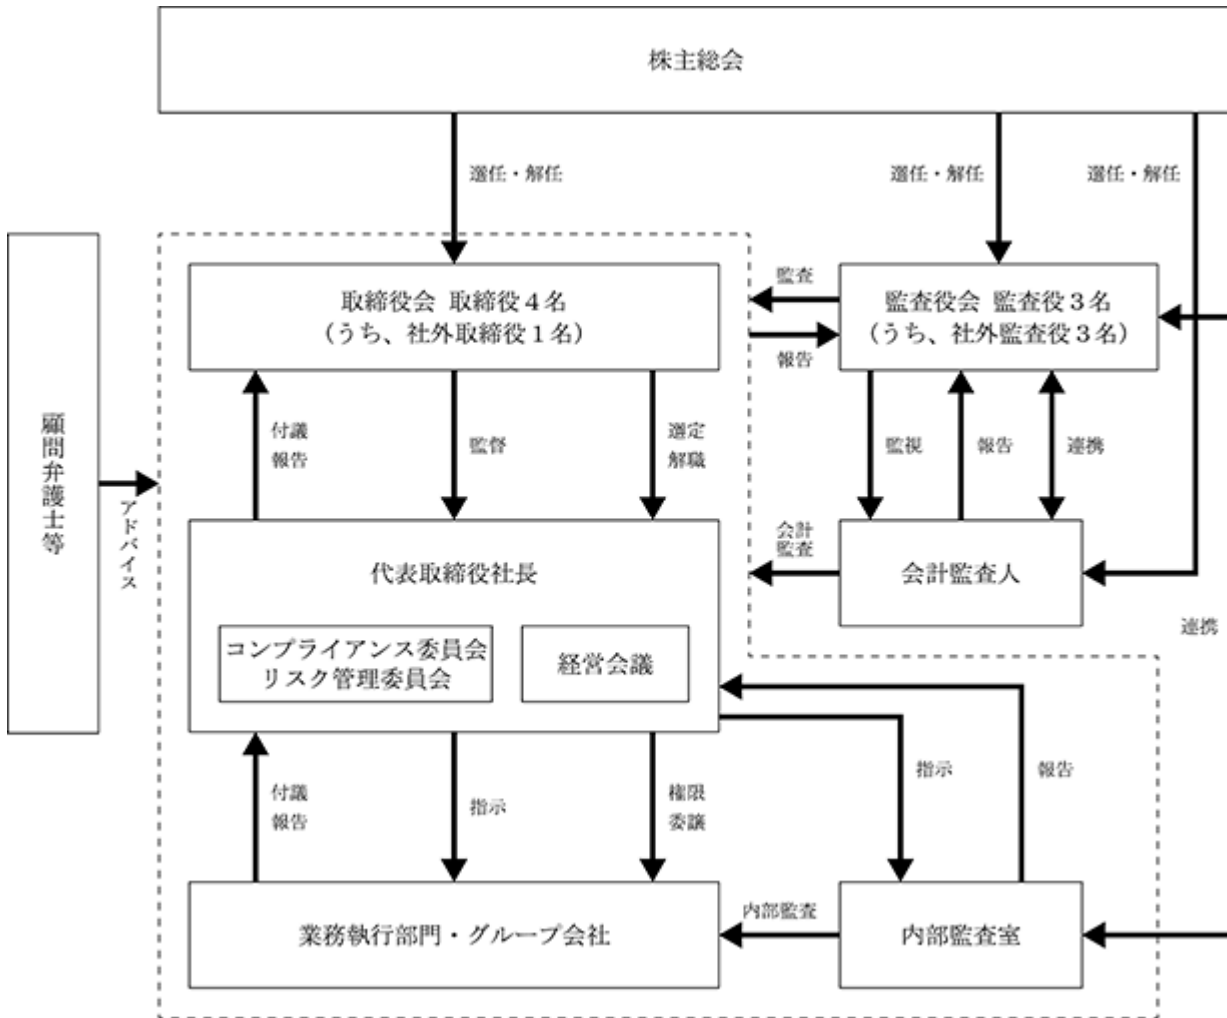 株主総会
選任・解任
選任・解任
選任・解任
取締役会 取締役４名
（うち、社外取締役１名）
監査
報告
監査役会 監査役３名
（うち、社外監査役３名）
顧問弁護士等
アドバイス
付議
報告
監督
選定
解職
監視
報告
連携
代表取締役社長
コンプライアンス委員会
リスク管理委員会
経営会議
会計
監査
会計監査人
連携
付議
報告
指示
権限
委譲
指示
報告
業務執行部門・グループ会社
内部監査
内部監査室